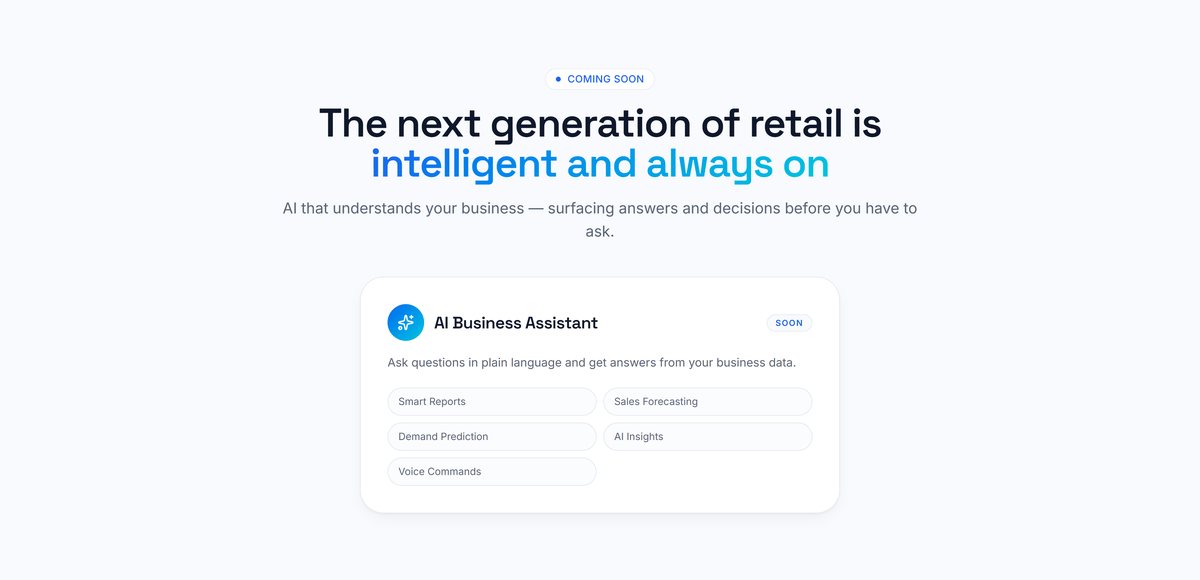 COMING SOON
The next generation of retail is
intelligent and always on
AI that understands your business — surfacing answers and decisions before you have to
ask.
AI Business Assistant
SOON
Ask questions in plain language and get answers from your business data.
Smart Reports
Sales Forecasting
Demand Prediction
AI Insights
Voice Commands